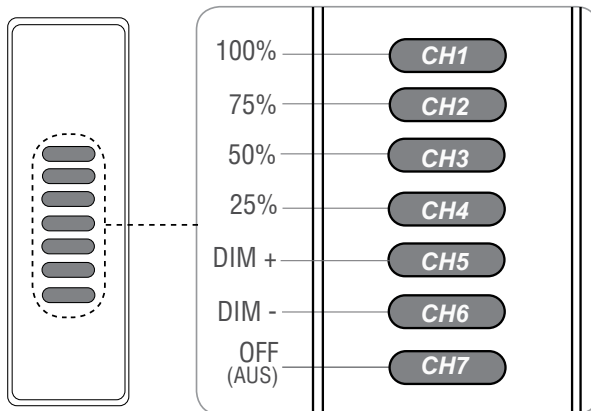 100% CH1
75% CH2
50% CH3
25% CH4
DIM + CH5
DIM - CH6
OFF
(AUS) CH7